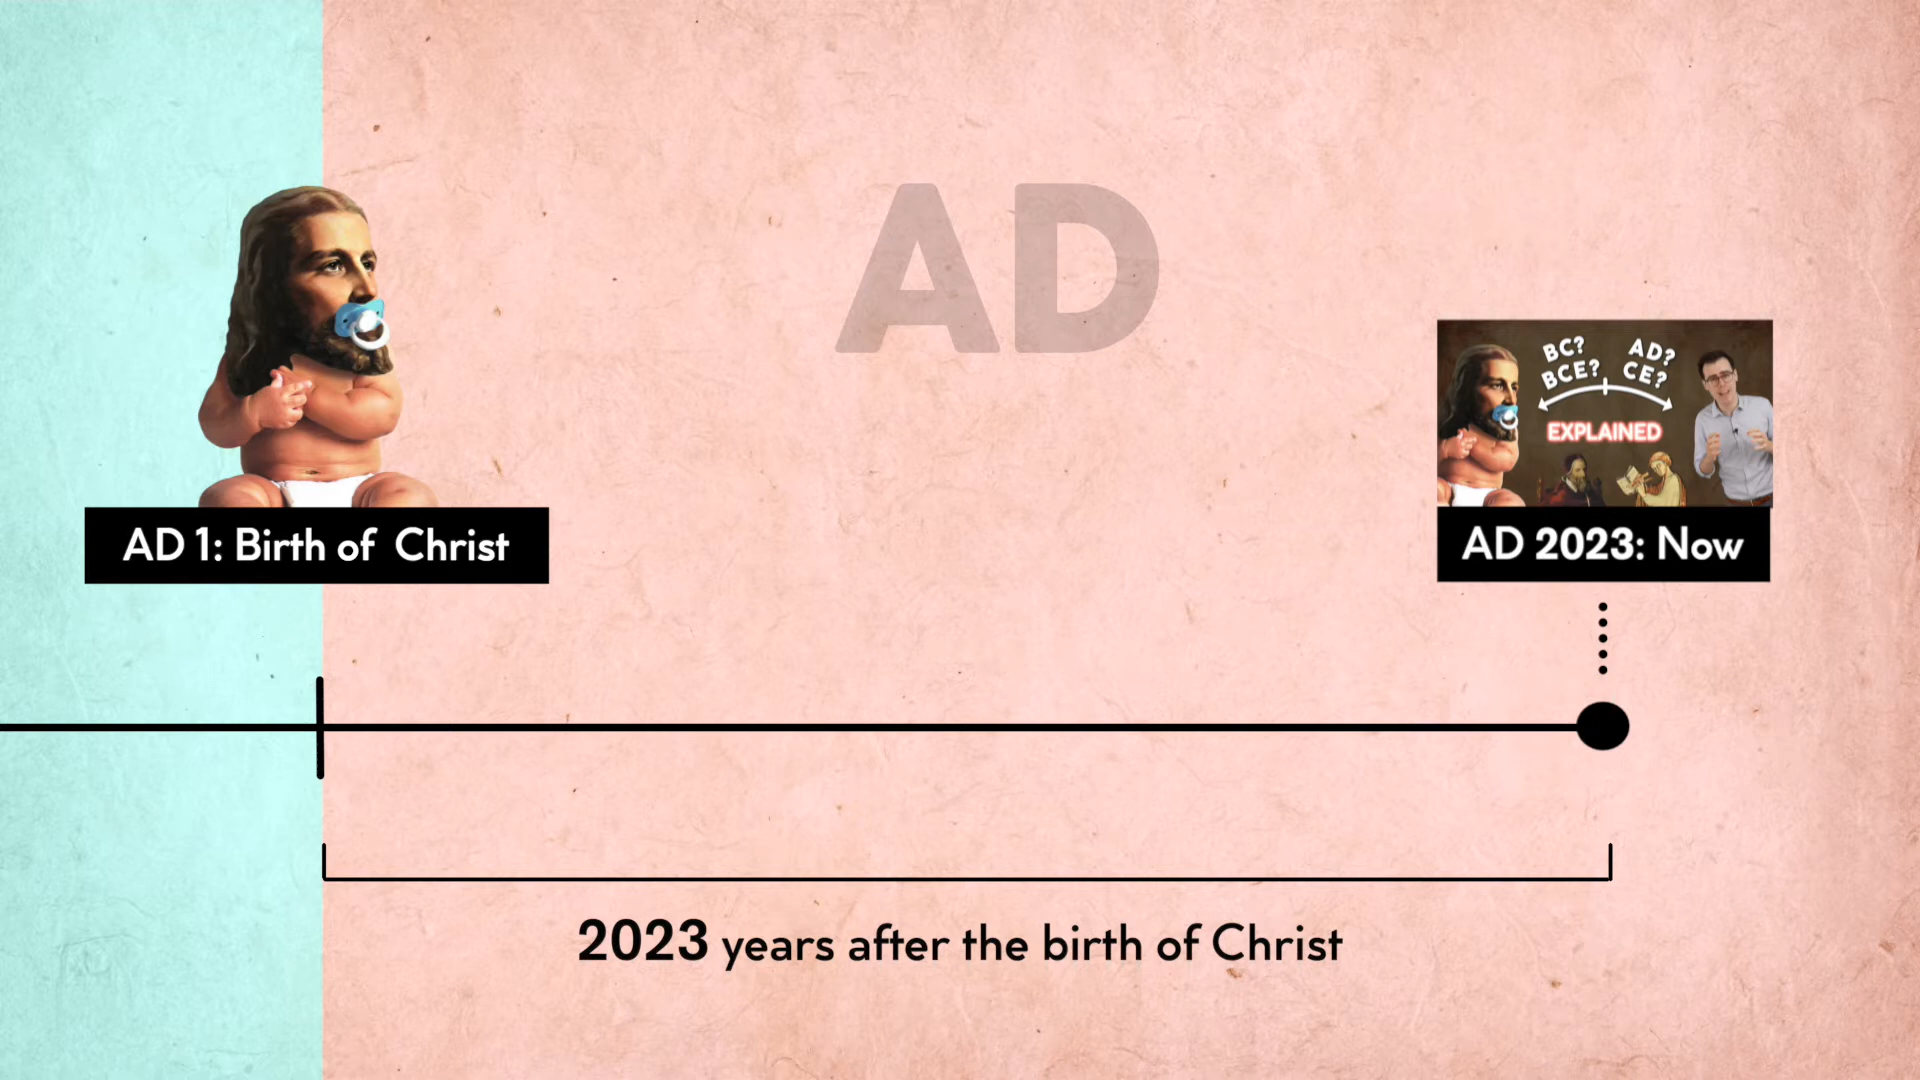 AD
BC? AD?
BCE? CE?
EXPLAINED
AD 1: Birth of Christ
AD 2023: Now
2023 years after the birth of Christ